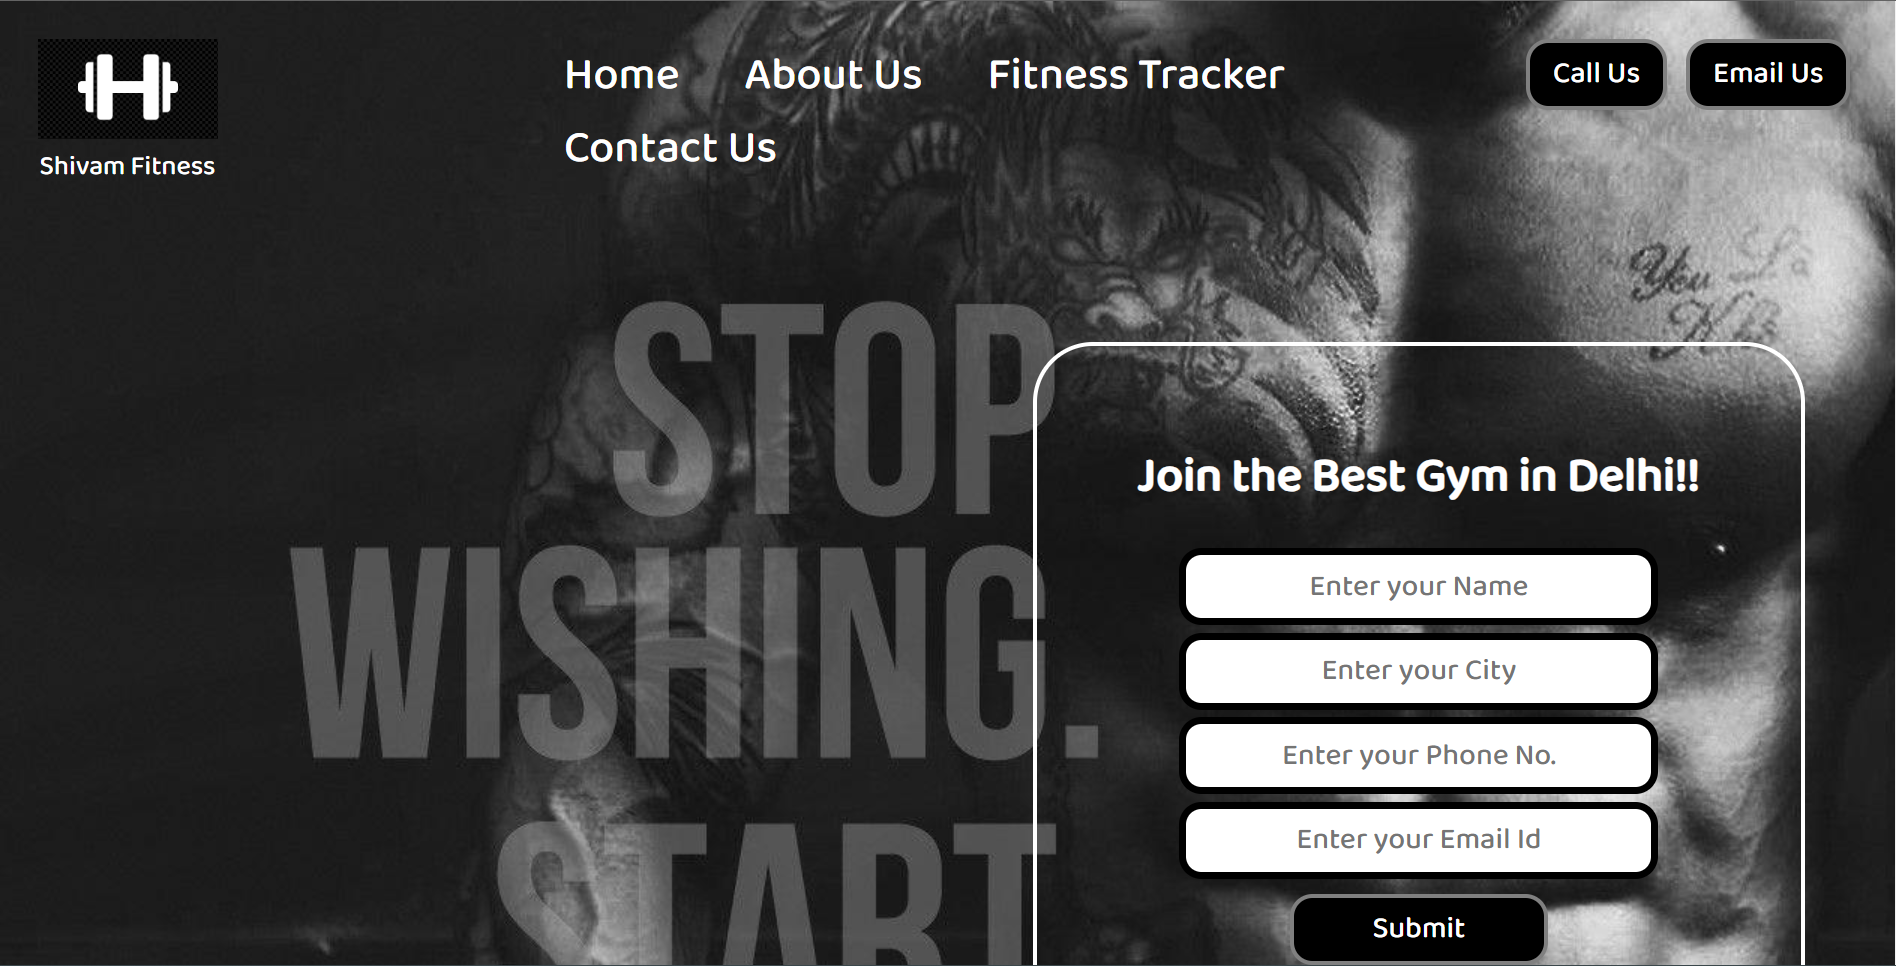 Shivam Fitness
Home About Us Fitness Tracker
Contact Us
Call Us Email Us
You
STOP
WISHING.
START
Join the Best Gym in Delhi!!
Enter your Name
Enter your City
Enter your Phone No.
Enter your Email Id
Submit